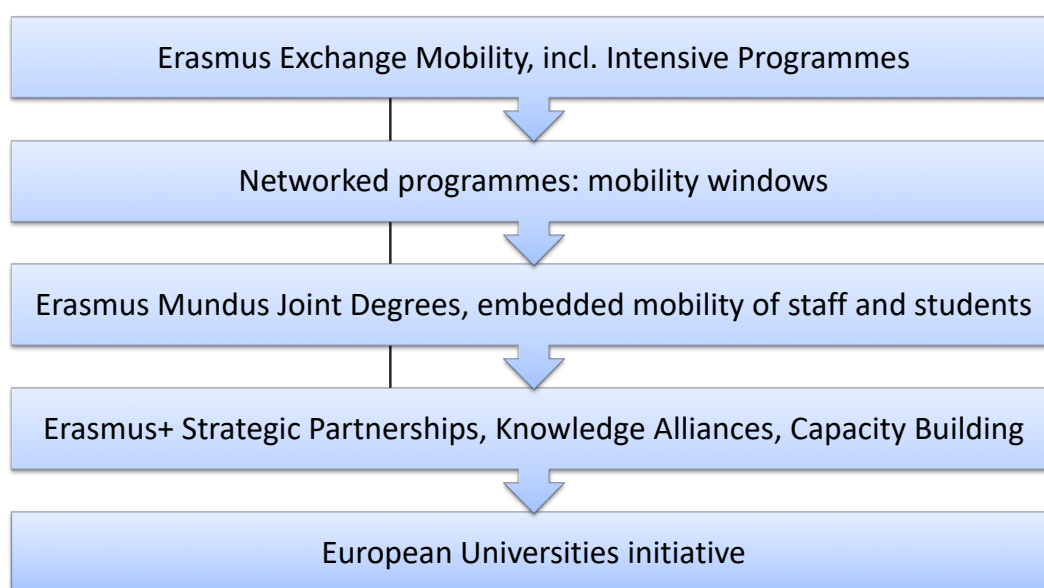 Erasmus Exchange Mobility, incl. Intensive Programmes
Networked programmes: mobility windows
Erasmus Mundus Joint Degrees, embedded mobility of staff and students
Erasmus+ Strategic Partnerships, Knowledge Alliances, Capacity Building
European Universities initiative